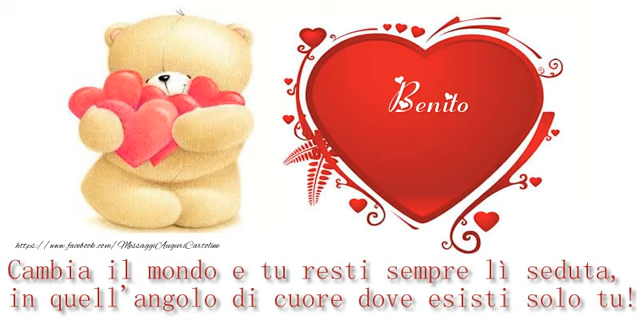 Benito
https://www.facebook.com/MessaggiAuguriCartoline
Cambia il mondo e tu resti sempre lì seduta,
in quell'angolo di cuore dove esisti solo tu!